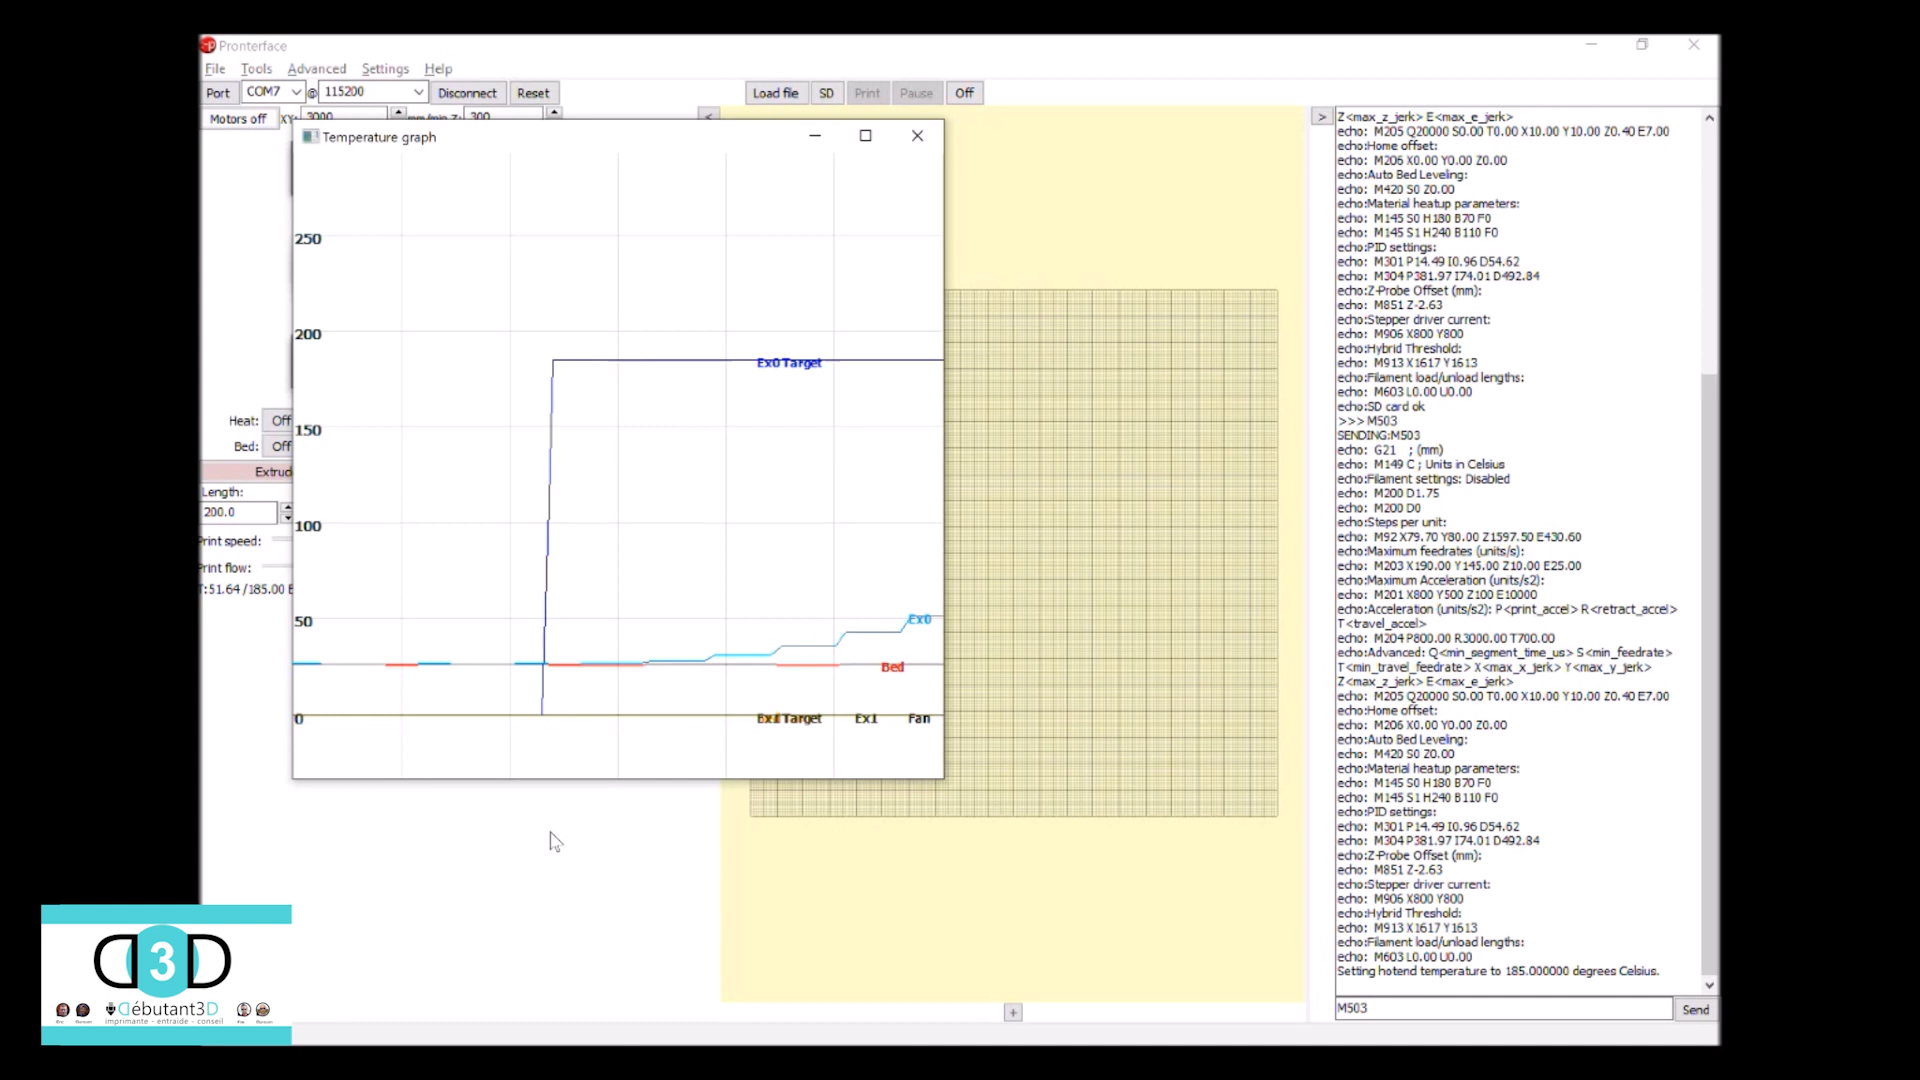 Pronterface
File Tools Advanced Settings Help
Port COM7 @ 115200 Disconnect Reset Load file SD Print Pause Off
Motors off XY: 3000 mm/min Z: 300 < >
Temperature graph
250
200
150
100
50
0
Ex0 Target
Ex0
Bed
Target Ex1 Fan
Heat: Off
Bed: Off
Extrud
Length:
200.0
Print speed:
Print flow:
T:51.64 /185.00
Z<max_z_jerk> E<max_e_jerk>
echo: M205 Q20000 S0.00 T0.00 X10.00 Y10.00 Z0.40 E7.00
echo:Home offset:
echo: M206 X0.00 Y0.00 Z0.00
echo:Auto Bed Leveling:
echo: M420 S0 Z0.00
echo:Material heatup parameters:
echo: M145 S0 H180 B70 F0
echo: M145 S1 H240 B110 F0
echo:PID settings:
echo: M301 P14.49 I0.96 D54.62
echo: M304 P381.97 I74.01 D492.84
echo:Z-Probe Offset (mm):
echo: M851 Z-2.63
echo:Stepper driver current:
echo: M906 X800 Y800
echo:Hybrid Threshold:
echo: M913 X1617 Y1613
echo:Filament load/unload lengths:
echo: M603 L0.00 U0.00
echo:SD card ok
>>> M503
SENDING:M503
echo: G21 ; (mm)
echo: M149 C ; Units in Celsius
echo:Filament settings: Disabled
echo: M200 D1.75
echo: M200 D0
echo:Steps per unit:
echo: M92 X79.70 Y80.00 Z1597.50 E430.60
echo:Maximum feedrates (units/s):
echo: M203 X190.00 Y145.00 Z10.00 E25.00
echo:Maximum Acceleration (units/s2):
echo: M201 X800 Y500 Z100 E10000
echo:Acceleration (units/s2): P<print_accel> R<retract_accel>
T<travel_accel>
echo: M204 P800.00 R3000.00 T700.00
echo:Advanced: Q<min_segment_time_us> S<min_feedrate>
T<min_travel_feedrate> X<max_x_jerk> Y<max_y_jerk>
Z<max_z_jerk> E<max_e_jerk>
echo: M205 Q20000 S0.00 T0.00 X10.00 Y10.00 Z0.40 E7.00
echo:Home offset:
echo: M206 X0.00 Y0.00 Z0.00
echo:Auto Bed Leveling:
echo: M420 S0 Z0.00
echo:Material heatup parameters:
echo: M145 S0 H180 B70 F0
echo: M145 S1 H240 B110 F0
echo:PID settings:
echo: M301 P14.49 I0.96 D54.62
echo: M304 P381.97 I74.01 D492.84
echo:Z-Probe Offset (mm):
echo: M851 Z-2.63
echo:Stepper driver current:
echo: M906 X800 Y800
echo:Hybrid Threshold:
echo: M913 X1617 Y1613
echo:Filament load/unload lengths:
echo: M603 L0.00 U0.00
Setting hotend temperature to 185.000000 degrees Celsius.
M503 Send
+
D3D
Débutant3D
imprimante - entraide - conseil